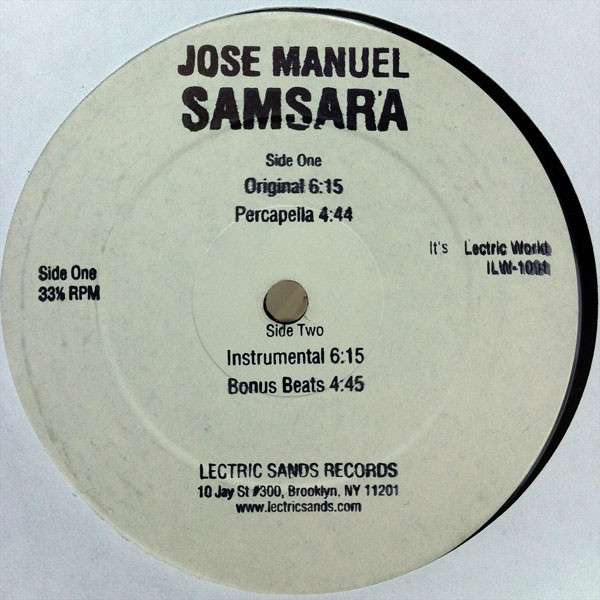 JOSE MANUEL
SAMSARA
Side One
Original 6:15
Percapella 4:44
It's Lectric World
ILW-1001
Side One
33⅓ RPM
Side Two
Instrumental 6:15
Bonus Beats 4:45
LECTRIC SANDS RECORDS
10 Jay St #300, Brooklyn, NY 11201
www.lectricsands.com